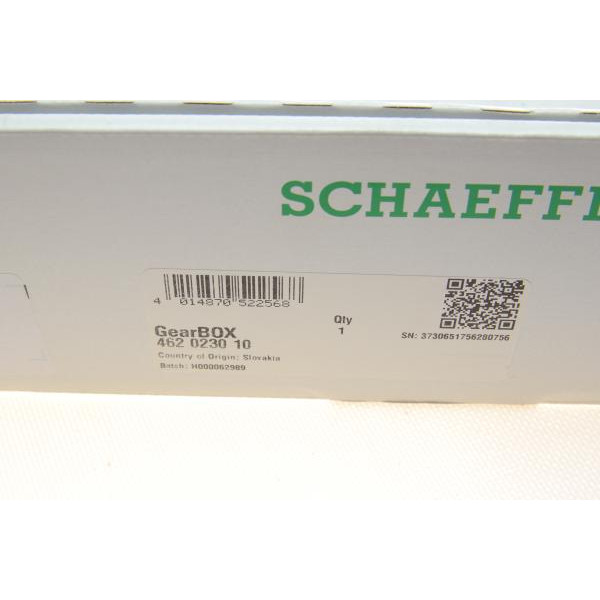 SCHAEFFL
4 014870 522568
GearBOX
462 0230 10
Country of Origin: Slovakia
Batch: H000062989
Qty
1
SN: 3730651756280756